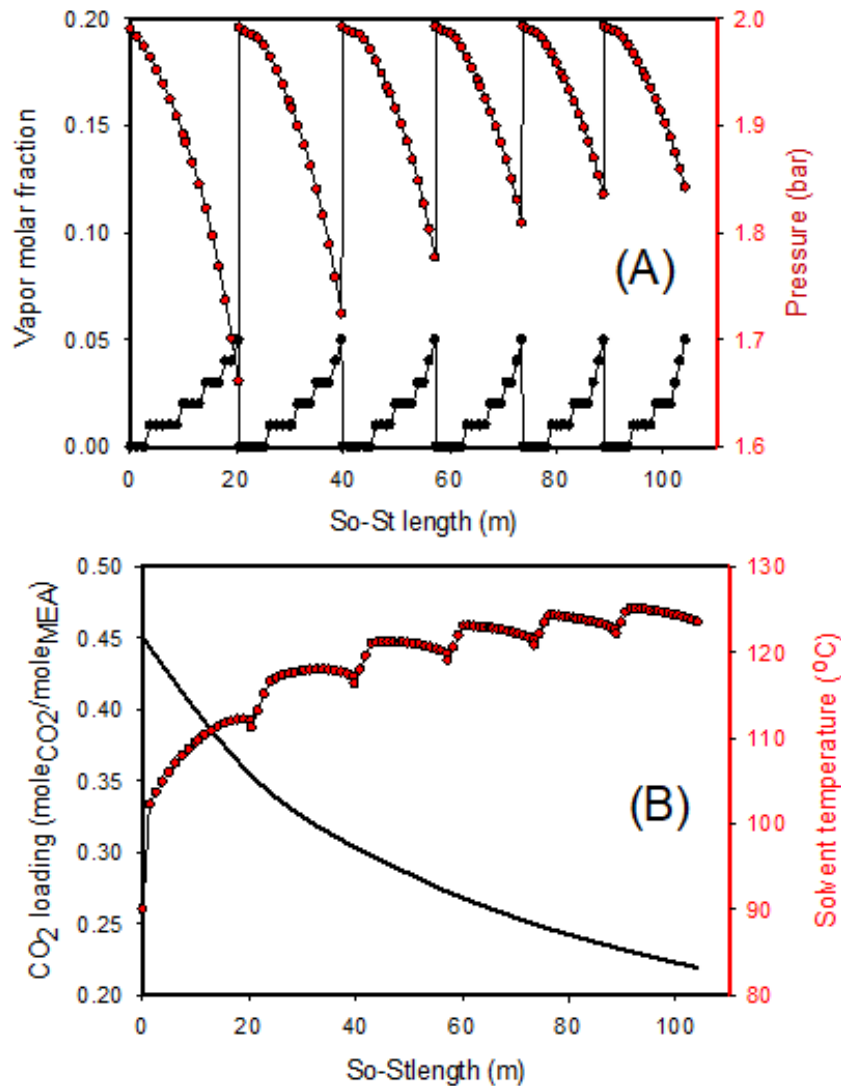 0.20
0.15
0.10
0.05
0.00
Vapor molar fraction
2.0
1.9
1.8
1.7
1.6
Pressure (bar)
(A)
0 20 40 60 80 100
So-St length (m)
0.50
0.45
0.40
0.35
0.30
0.25
0.20
CO2 loading (moleCO2/moleMEA)
130
120
110
100
90
80
Solvent temperature (ºC)
(B)
0 20 40 60 80 100
So-Stlength (m)